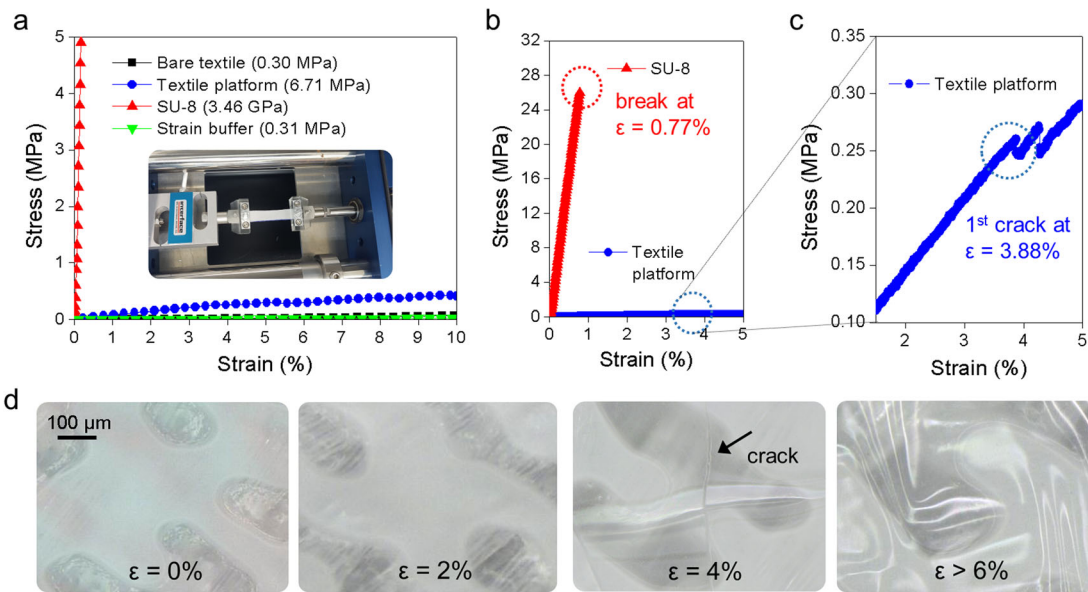 a
5
4
3
2
1
0
Stress (MPa)
Bare textile (0.30 MPa)
Textile platform (6.71 MPa)
SU-8 (3.46 GPa)
Strain buffer (0.31 MPa)
interface
0 1 2 3 4 5 6 7 8 9 10
Strain (%)
b
32
28
24
20
16
12
8
4
0
Stress (MPa)
SU-8
break at
ε = 0.77%
Textile
platform
0 1 2 3 4 5
Strain (%)
c
0.35
0.30
0.25
0.20
0.15
0.10
Stress (MPa)
Textile platform
1st crack at
ε = 3.88%
2 3 4 5
Strain (%)
d
100 µm
ε = 0%
ε = 2%
crack
ε = 4%
ε > 6%